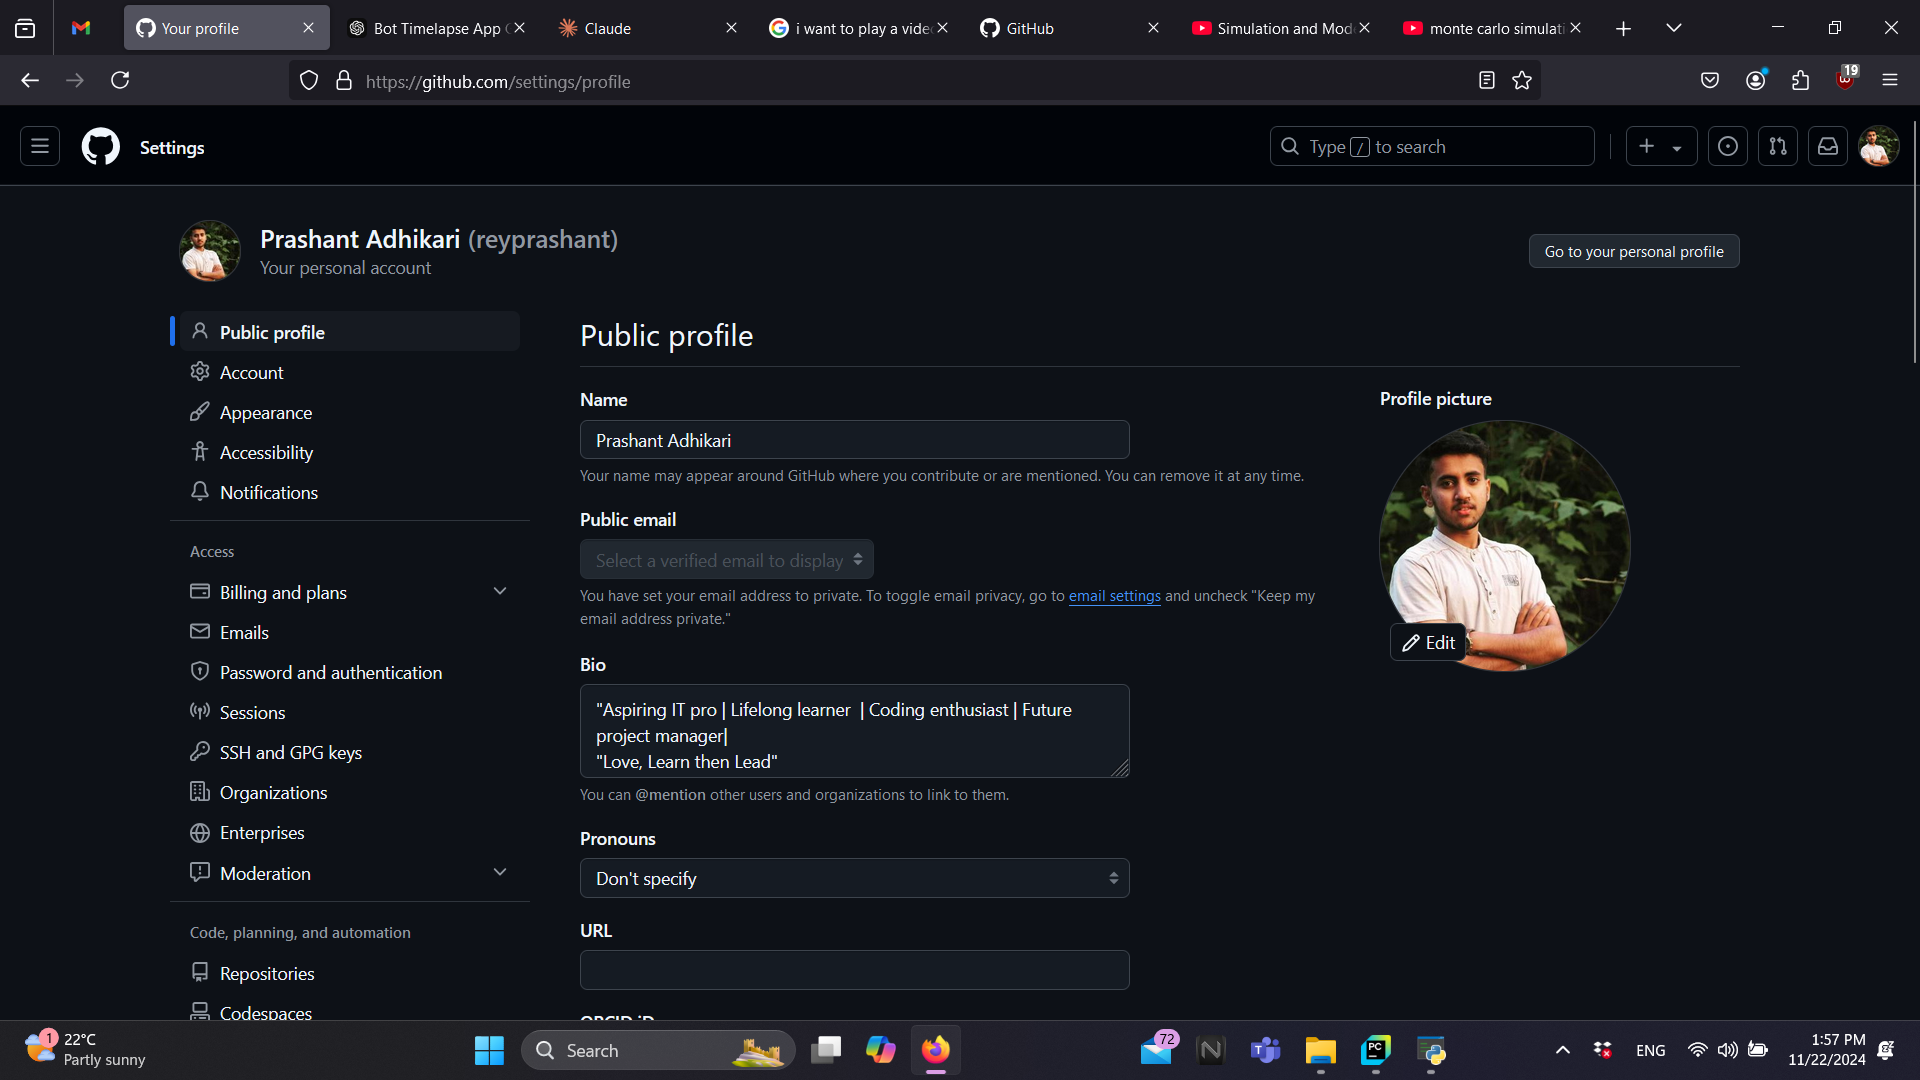 Your profile
Bot Timelapse App
Claude
i want to play a vide
GitHub
Simulation and Mod
monte carlo simulat
https://github.com/settings/profile
19
Settings
Type / to search
Prashant Adhikari (reyprashant)
Your personal account
Go to your personal profile
Public profile
Account
Appearance
Accessibility
Notifications
Access
Billing and plans
Emails
Password and authentication
Sessions
SSH and GPG keys
Organizations
Enterprises
Moderation
Code, planning, and automation
Repositories
Codespaces
Public profile
Name
Prashant Adhikari
Your name may appear around GitHub where you contribute or are mentioned. You can remove it at any time.
Public email
Select a verified email to display
You have set your email address to private. To toggle email privacy, go to email settings and uncheck "Keep my
email address private."
Bio
"Aspiring IT pro | Lifelong learner  | Coding enthusiast | Future
project manager|
"Love, Learn then Lead"
You can @mention other users and organizations to link to them.
Pronouns
Don't specify
URL
ORCID iD
Profile picture
Edit
1
22°C
Partly sunny
Search
72
PC
ENG
1:57 PM
11/22/2024